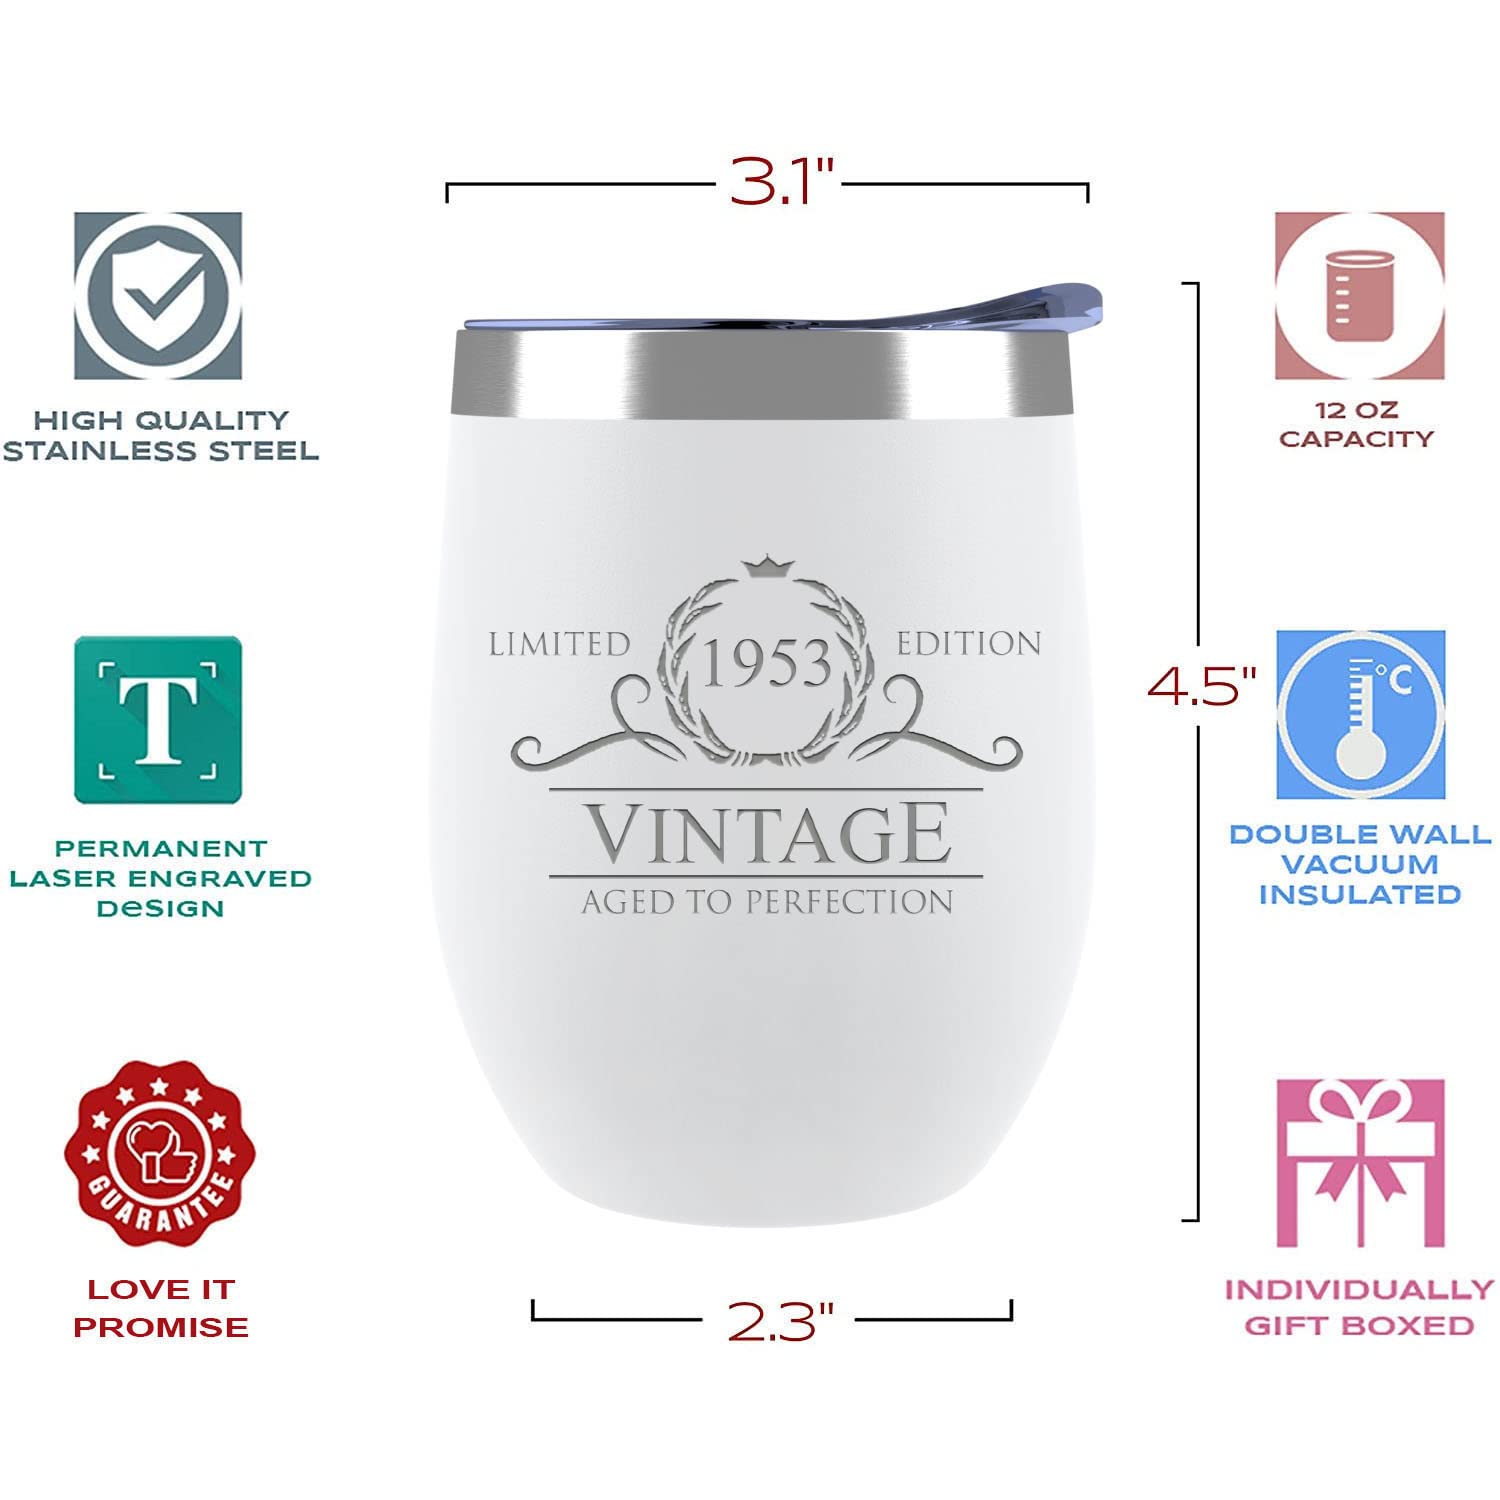 3.1"
HIGH QUALITY
STAINLESS STEEL
12 OZ
CAPACITY
LIMITED
1953
EDITION
VINTAGE
AGED TO PERFECTION
4.5"
T
°C
PERMANENT
LASER ENGRAVED
DeSIGN
DOUBLE WALL
VACUUM
INSULATED
GUARANTEE
LOVE IT
PROMISE
2.3"
INDIVIDUALLY
GIFT BOXED